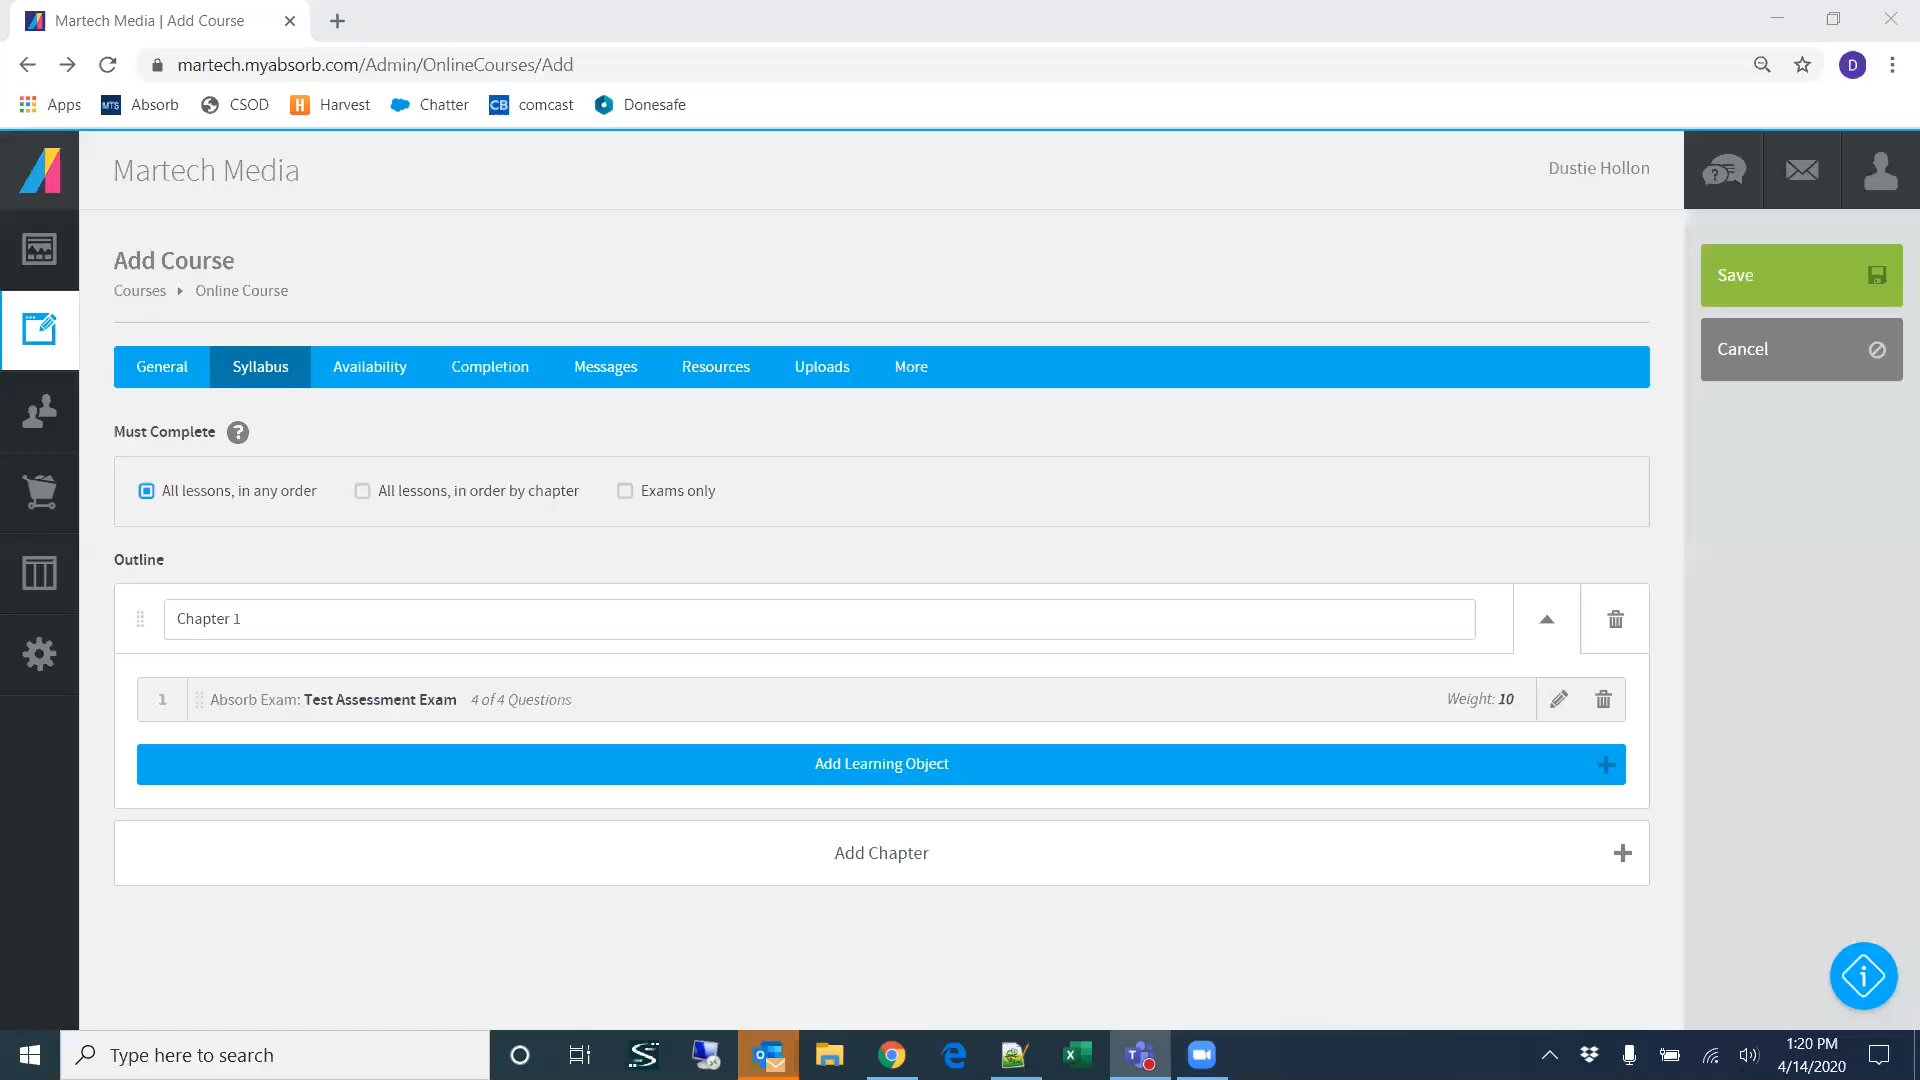 Martech Media | Add Course
martech.myabsorb.com/Admin/OnlineCourses/Add
D
Apps
MTS Absorb
CSOD
H Harvest
Chatter
CB comcast
Donesafe
Martech Media
Dustie Hollon
Add Course
Courses
Online Course
Save
Cancel
General
Syllabus
Availability
Completion
Messages
Resources
Uploads
More
Must Complete ?
All lessons, in any order
All lessons, in order by chapter
Exams only
Outline
Chapter 1
1
Absorb Exam: Test Assessment Exam 4 of 4 Questions
Weight: 10
Add Learning Object
Add Chapter
Type here to search
1:20 PM
4/14/2020